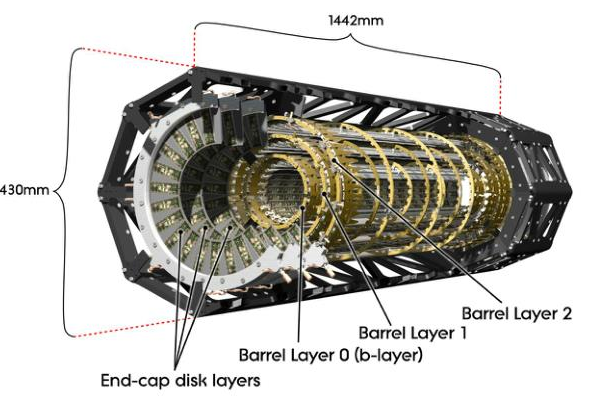 1442mm
430mm
Barrel Layer 2
Barrel Layer 1
Barrel Layer 0 (b-layer)
End-cap disk layers